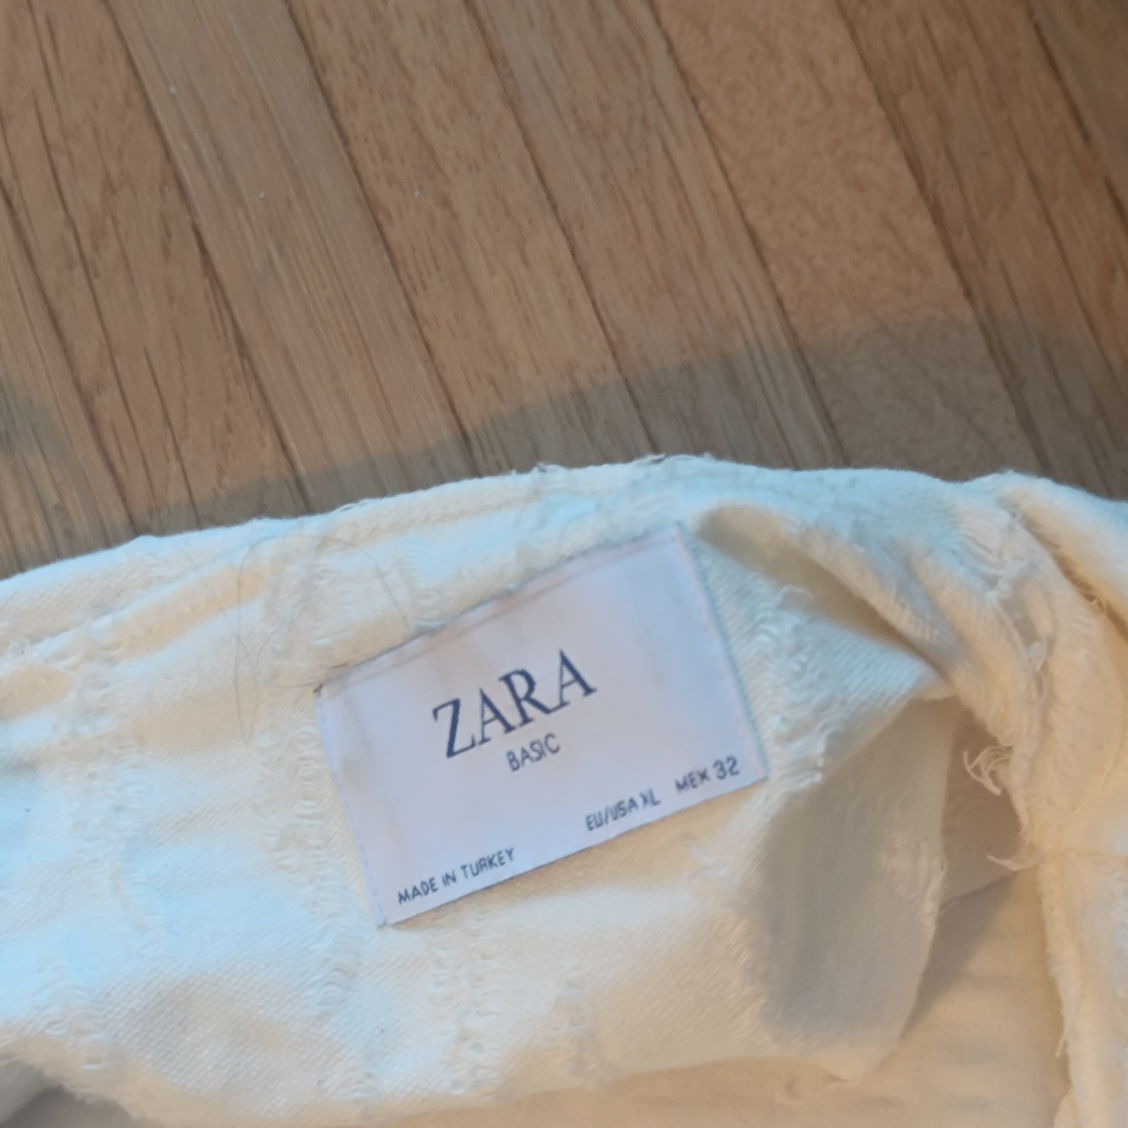 ZARA
BASIC
EU/USA XL MEX 32
MADE IN TURKEY